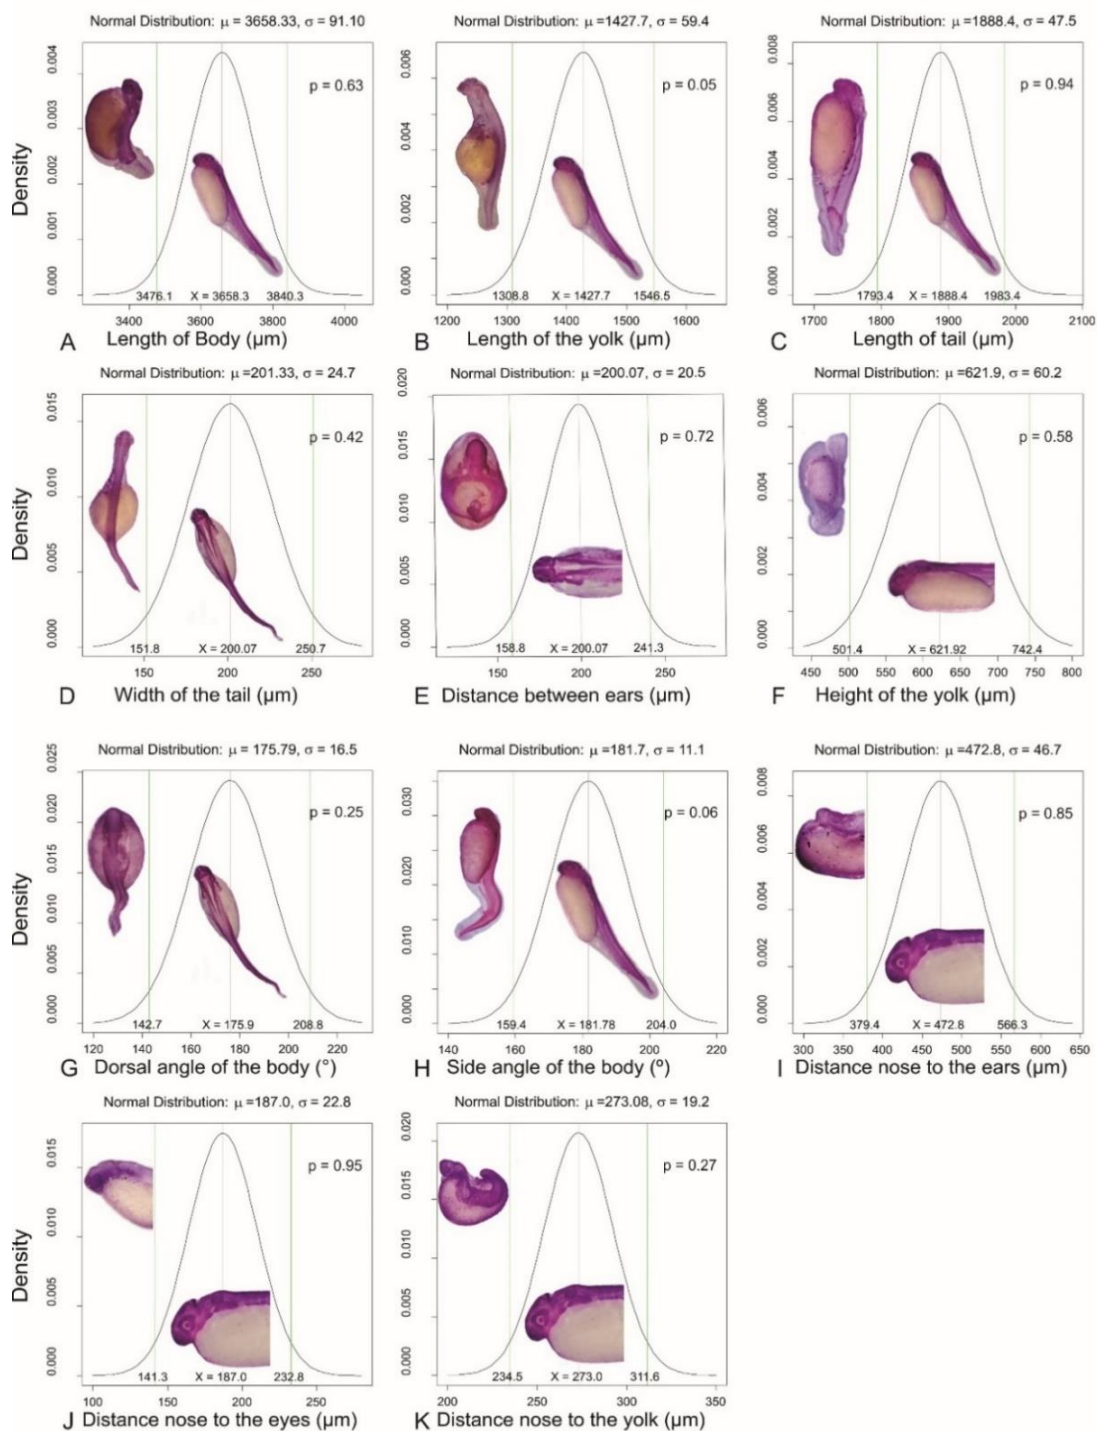 Normal Distribution: μ = 3658.33, σ = 91.10
Density
0.000 0.001 0.002 0.003 0.004
p = 0.63
3476.1 X = 3658.3 3840.3
3400 3600 3800 4000
A Length of Body (μm)
Normal Distribution: μ =1427.7, σ = 59.4
0.000 0.002 0.004 0.006
p = 0.05
1308.8 X = 1427.7 1546.5
1200 1300 1400 1500 1600
B Length of the yolk (μm)
Normal Distribution: μ =1888.4, σ = 47.5
0.000 0.002 0.004 0.006 0.008
p = 0.94
1793.4 X = 1888.4 1983.4
1700 1800 1900 2000 2100
C Length of tail (μm)
Normal Distribution: μ =201.33, σ = 24.7
Density
0.000 0.005 0.010 0.015
p = 0.42
151.8 X = 200.07 250.7
150 200 250
D Width of the tail (μm)
Normal Distribution: μ =200.07, σ = 20.5
0.000 0.005 0.010 0.015 0.020
p = 0.72
158.8 X = 200.07 241.3
150 200 250
E Distance between ears (μm)
Normal Distribution: μ =621.9, σ = 60.2
0.000 0.002 0.004 0.006
p = 0.58
501.4 X = 621.92 742.4
450 500 550 600 650 700 750 800
F Height of the yolk (μm)
Normal Distribution: μ = 175.79, σ = 16.5
Density
0.000 0.005 0.010 0.015 0.020 0.025
p = 0.25
142.7 X = 175.9 208.8
120 140 160 180 200 220
G Dorsal angle of the body (°)
Normal Distribution: μ =181.7, σ = 11.1
0.000 0.010 0.020 0.030
p = 0.06
159.4 X = 181.78 204.0
140 160 180 200 220
H Side angle of the body (º)
Normal Distribution: μ =472.8, σ = 46.7
0.000 0.002 0.004 0.006 0.008
p = 0.85
379.4 X = 472.8 566.3
300 350 400 450 500 550 600 650
I Distance nose to the ears (μm)
Normal Distribution: μ =187.0, σ = 22.8
Density
0.000 0.005 0.010 0.015
p = 0.95
141.3 X = 187.0 232.8
100 150 200 250
J Distance nose to the eyes (μm)
Normal Distribution: μ =273.08, σ = 19.2
0.000 0.005 0.010 0.015 0.020
p = 0.27
234.5 X = 273.0 311.6
200 250 300 350
K Distance nose to the yolk (μm)